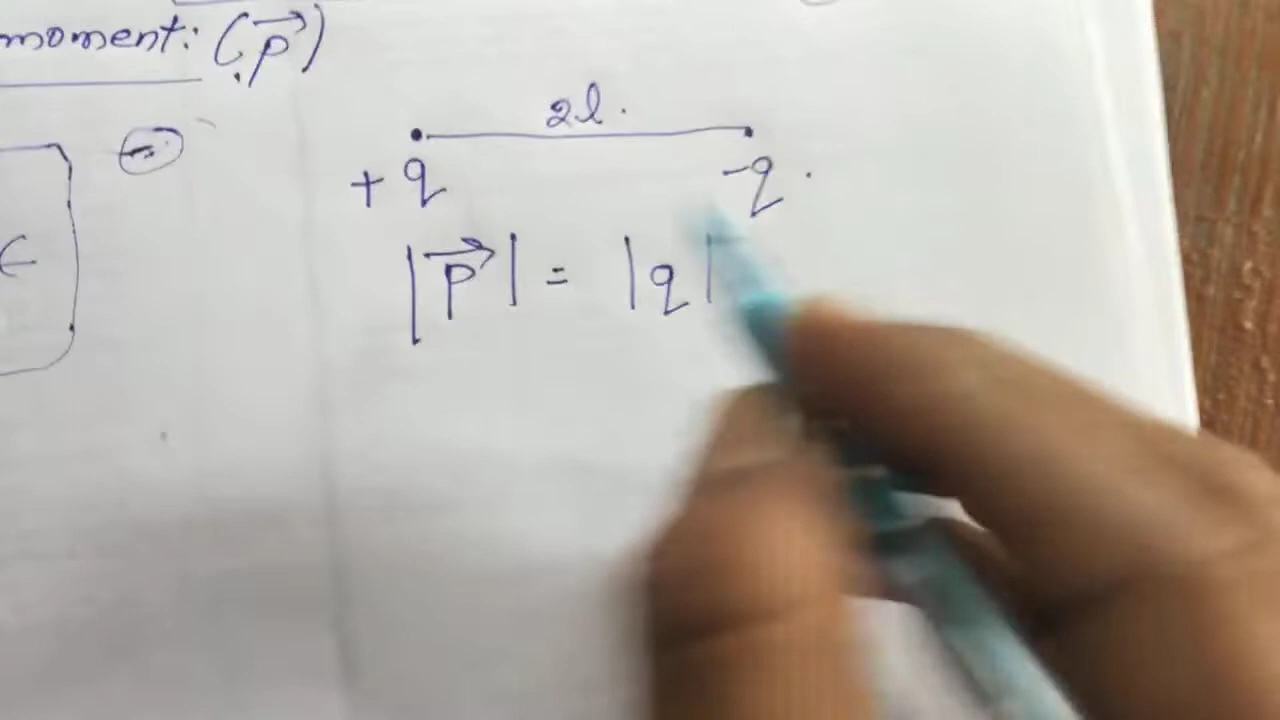 moment: (p⃗)
2l.
+q -q.
|p⃗| = |q|
E